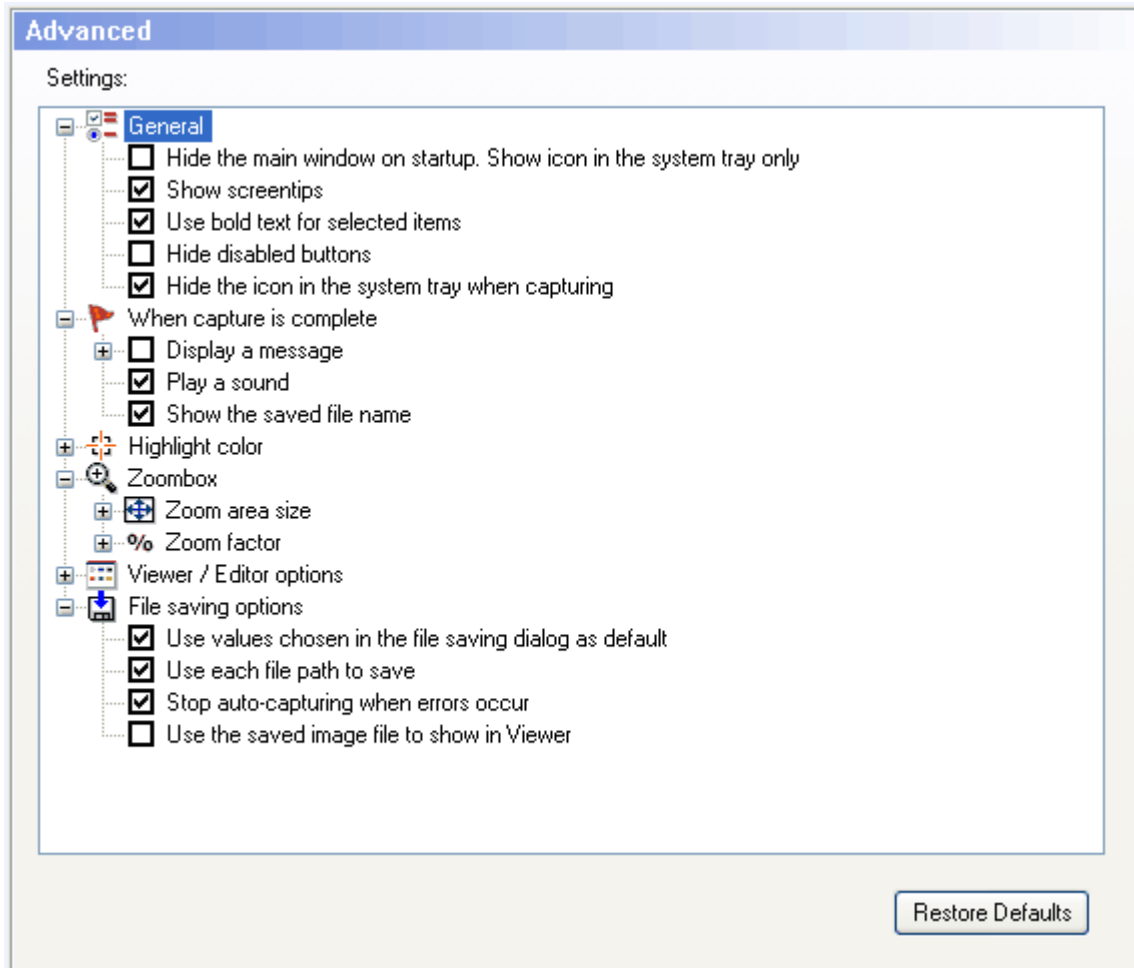 Advanced
Settings:
General
Hide the main window on startup. Show icon in the system tray only
Show screentips
Use bold text for selected items
Hide disabled buttons
Hide the icon in the system tray when capturing
When capture is complete
Display a message
Play a sound
Show the saved file name
Highlight color
Zoombox
Zoom area size
% Zoom factor
Viewer / Editor options
File saving options
Use values chosen in the file saving dialog as default
Use each file path to save
Stop auto-capturing when errors occur
Use the saved image file to show in Viewer
Restore Defaults